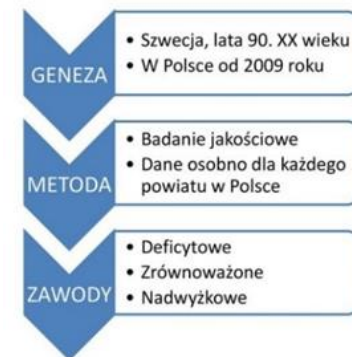 GENEZA
• Szwecja, lata 90. XX wieku
• W Polsce od 2009 roku
METODA
• Badanie jakościowe
• Dane osobno dla każdego
powiatu w Polsce
ZAWODY
• Deficytowe
• Zrównoważone
• Nadwyżkowe